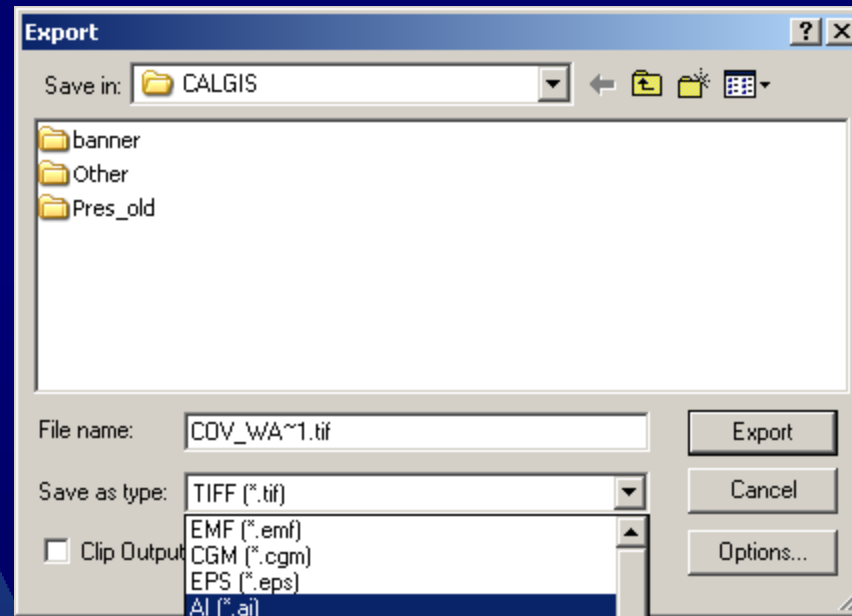 Export
Save in: CALGIS
banner
Other
Pres_old
File name: COV_WA~1.tif Export
Save as type: TIFF (*.tif) Cancel
Clip Output Options...
EMF (*.emf)
CGM (*.cgm)
EPS (*.eps)
AI (*.ai)